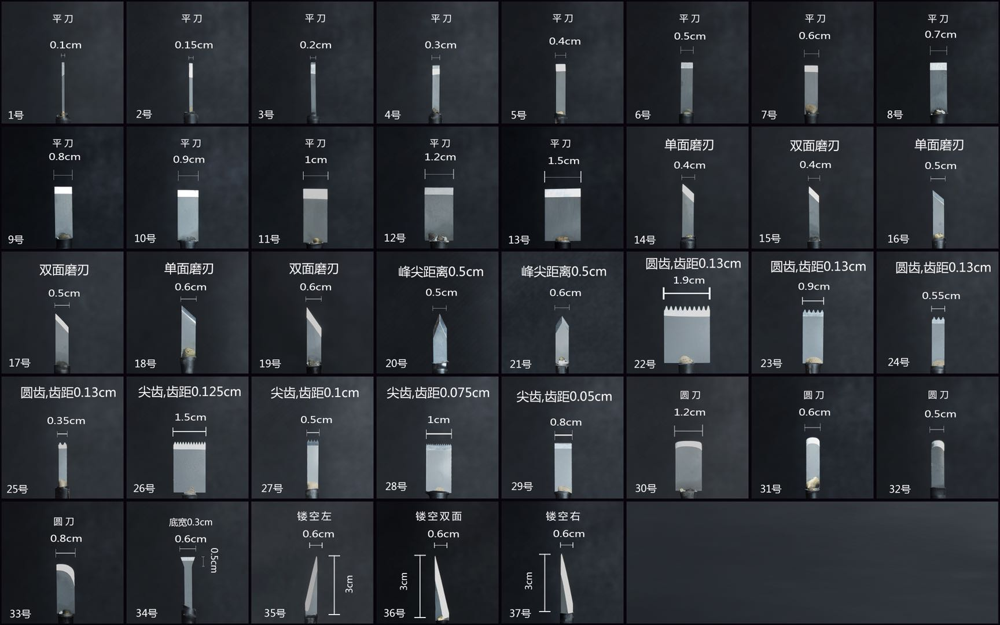 平刀
0.1cm
1号
平刀
0.15cm
2号
平刀
0.2cm
3号
平刀
0.3cm
4号
平刀
0.4cm
5号
平刀
0.5cm
6号
平刀
0.6cm
7号
平刀
0.7cm
8号
平刀
0.8cm
9号
平刀
0.9cm
10号
平刀
1cm
11号
平刀
1.2cm
12号
平刀
1.5cm
13号
单面磨刃
0.4cm
14号
双面磨刃
0.4cm
15号
单面磨刃
0.5cm
16号
双面磨刃
0.5cm
17号
单面磨刃
0.6cm
18号
双面磨刃
0.6cm
19号
峰尖距离0.5cm
0.5cm
20号
峰尖距离0.5cm
0.6cm
21号
圆齿,齿距0.13cm
1.9cm
22号
圆齿,齿距0.13cm
0.9cm
23号
圆齿,齿距0.13cm
0.55cm
24号
圆齿,齿距0.13cm
0.35cm
25号
尖齿,齿距0.125cm
1.5cm
26号
尖齿,齿距0.1cm
0.5cm
27号
尖齿,齿距0.075cm
1cm
28号
尖齿,齿距0.05cm
0.8cm
29号
圆刀
1.2cm
30号
圆刀
0.6cm
31号
圆刀
0.5cm
32号
圆刀
0.8cm
33号
底宽0.3cm
0.6cm
0.5cm
34号
镂空左
0.6cm
3cm
35号
镂空双面
0.6cm
3cm
36号
镂空右
0.6cm
3cm
37号